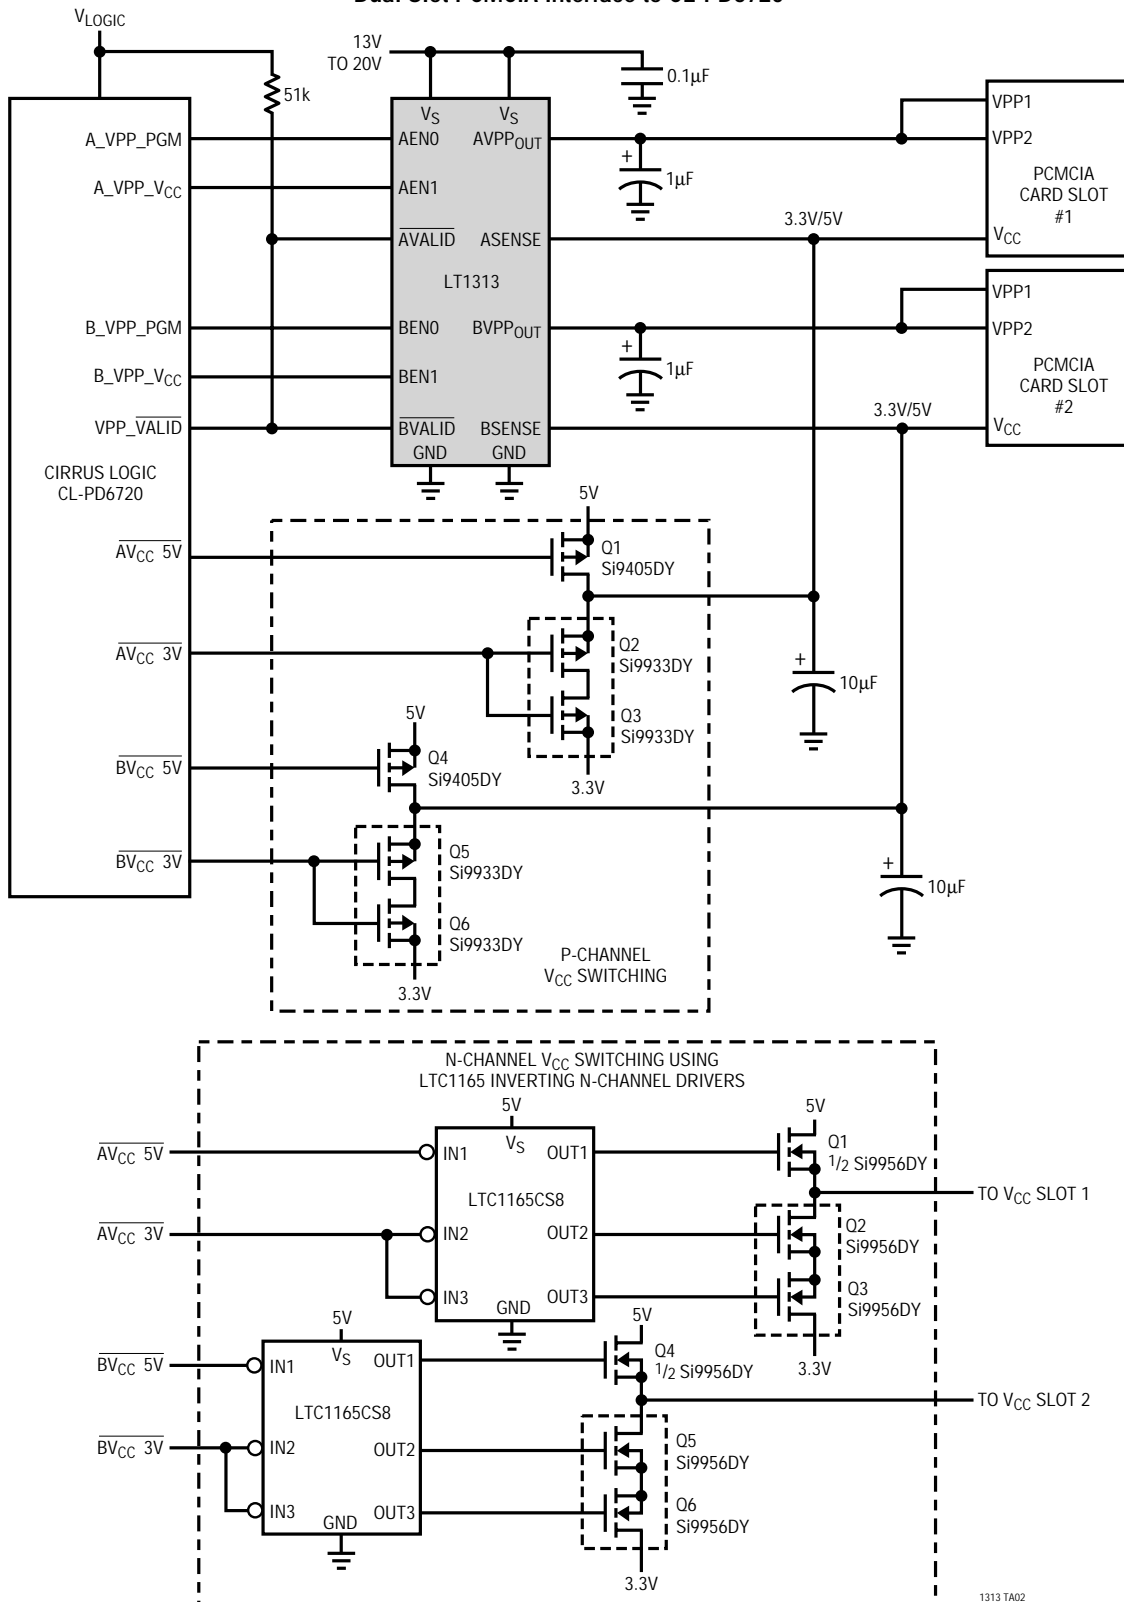 Dual Slot PCMCIA Interface to CL-PD6720
VLOGIC
13V
TO 20V
0.1µF
51k
A_VPP_PGM
A_VPP_VCC
B_VPP_PGM
B_VPP_VCC
VPP_VALID
CIRRUS LOGIC
CL-PD6720
AVCC 5V
AVCC 3V
BVCC 5V
BVCC 3V
VS
VS
AEN0
AVPPOUT
AEN1
AVALID
ASENSE
LT1313
BEN0
BVPPOUT
BEN1
BVALID
BSENSE
GND
GND
+
1µF
+
1µF
3.3V/5V
3.3V/5V
VPP1
VPP2
PCMCIA
CARD SLOT
#1
VCC
VPP1
VPP2
PCMCIA
CARD SLOT
#2
VCC
5V
Q1
Si9405DY
Q2
Si9933DY
Q3
Si9933DY
3.3V
+
10µF
5V
Q4
Si9405DY
Q5
Si9933DY
Q6
Si9933DY
3.3V
+
10µF
P-CHANNEL
VCC SWITCHING
N-CHANNEL VCC SWITCHING USING
LTC1165 INVERTING N-CHANNEL DRIVERS
AVCC 5V
AVCC 3V
5V
VS
IN1
OUT1
LTC1165CS8
IN2
OUT2
IN3
OUT3
GND
5V
Q1
1/2 Si9956DY
TO VCC SLOT 1
Q2
Si9956DY
Q3
Si9956DY
3.3V
BVCC 5V
BVCC 3V
5V
VS
IN1
OUT1
LTC1165CS8
IN2
OUT2
IN3
OUT3
GND
5V
Q4
1/2 Si9956DY
TO VCC SLOT 2
Q5
Si9956DY
Q6
Si9956DY
3.3V
1313 TA02